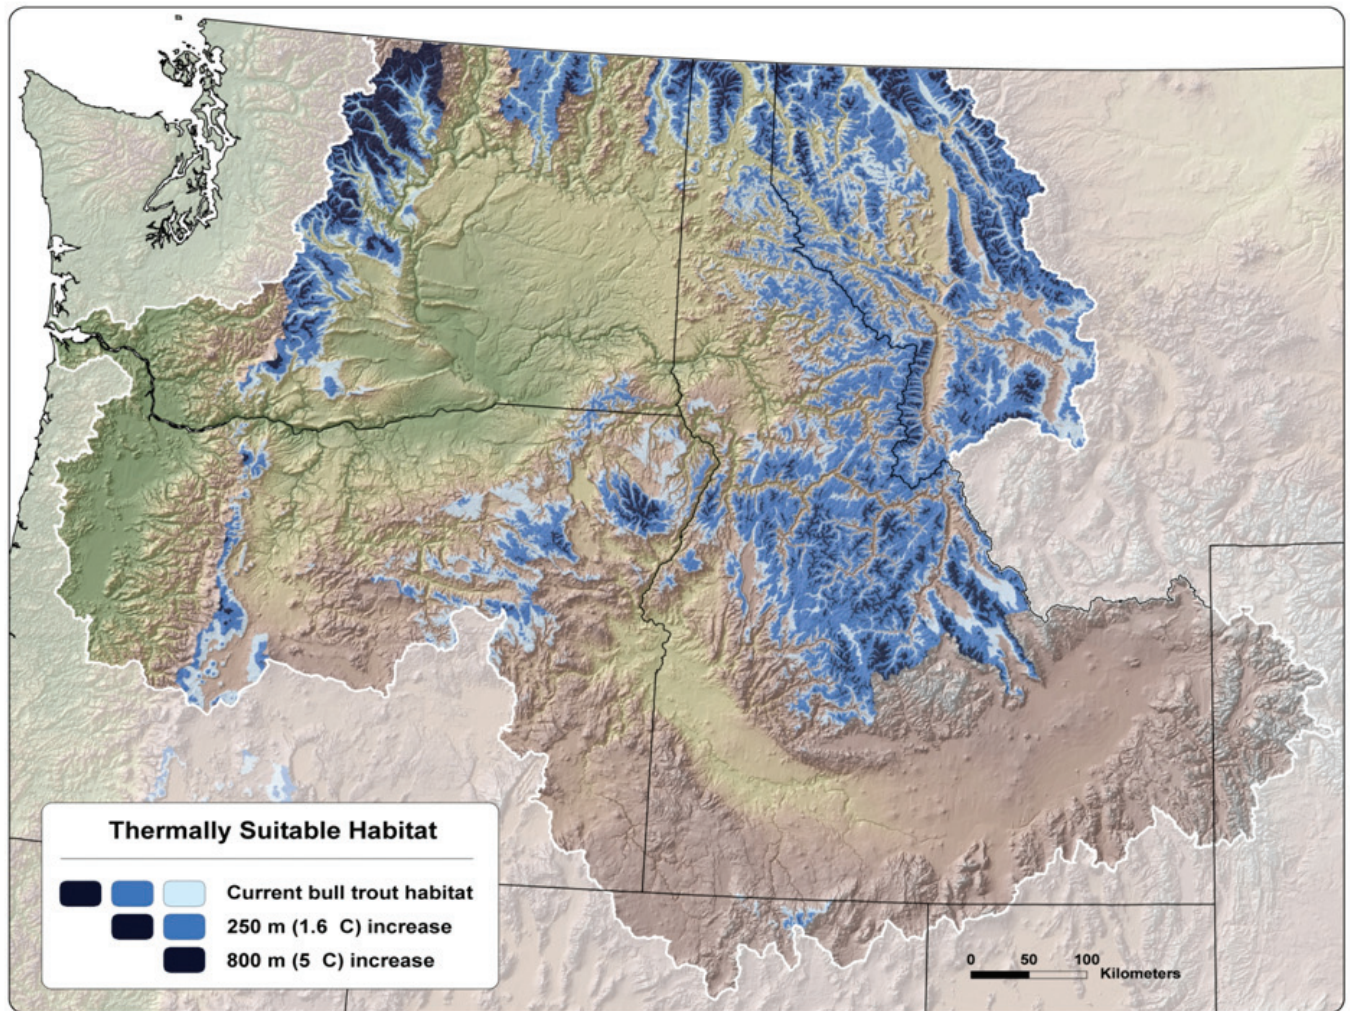 Thermally Suitable Habitat
Current bull trout habitat
250 m (1.6 C) increase
800 m (5 C) increase
0 50 100
Kilometers